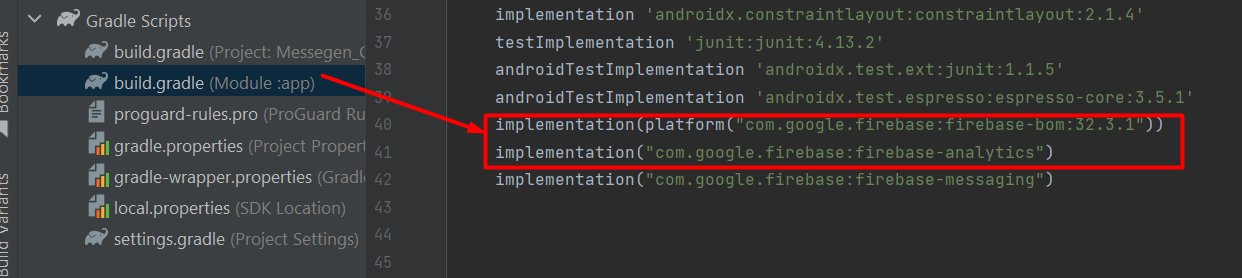 Gradle Scripts
build.gradle (Project: Messegen_
build.gradle (Module :app)
proguard-rules.pro (ProGuard Ru
gradle.properties (Project Propert
gradle-wrapper.properties (Gradle
local.properties (SDK Location)
settings.gradle (Project Settings)
Bookmarks
Build Variants
36 implementation 'androidx.constraintlayout:constraintlayout:2.1.4'
37 testImplementation 'junit:junit:4.13.2'
38 androidTestImplementation 'androidx.test.ext:junit:1.1.5'
39 androidTestImplementation 'androidx.test.espresso:espresso-core:3.5.1'
40 implementation(platform("com.google.firebase:firebase-bom:32.3.1"))
41 implementation("com.google.firebase:firebase-analytics")
42 implementation("com.google.firebase:firebase-messaging")
43
44
45